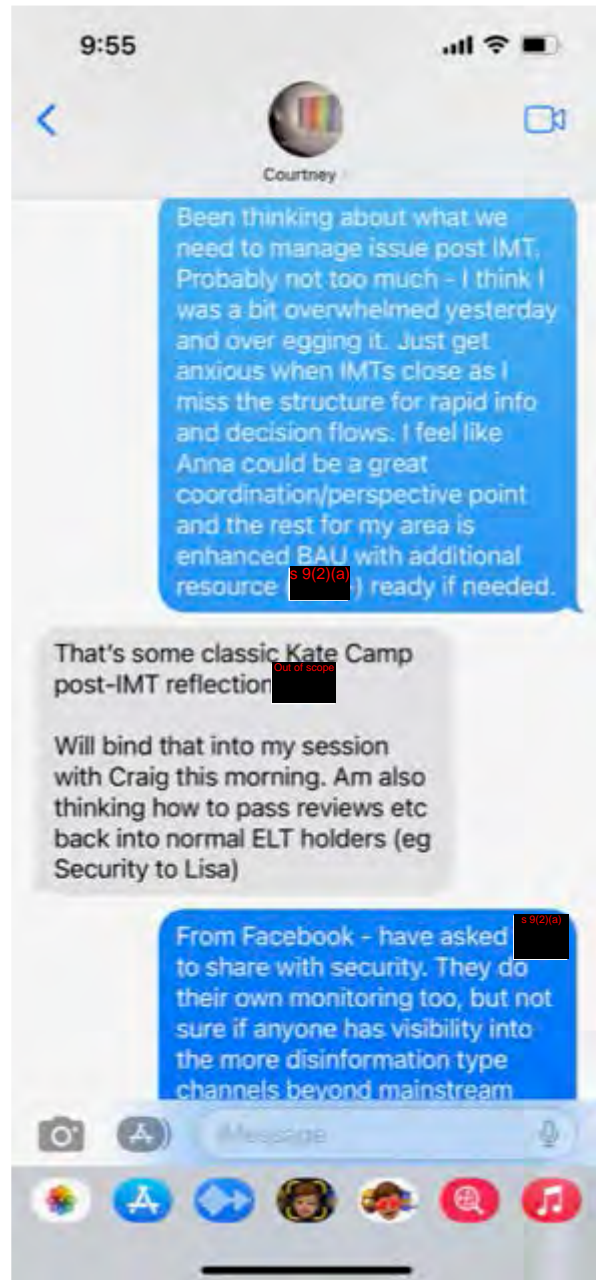 9:55
Courtney
Been thinking about what we
need to manage issue post IMT.
Probably not too much - I think I
was a bit overwhelmed yesterday
and over egging it. Just get
anxious when IMTs close as I
miss the structure for rapid info
and decision flows. I feel like
Anna could be a great
coordination/perspective point
and the rest for my area is
enhanced BAU with additional
resource (s 9(2)(a)) ready if needed.
That's some classic Kate Camp
post-IMT reflection Out of scope
Will bind that into my session
with Craig this morning. Am also
thinking how to pass reviews etc
back into normal ELT holders (eg
Security to Lisa)
From Facebook - have asked s 9(2)(a)
to share with security. They do
their own monitoring too, but not
sure if anyone has visibility into
the more disinformation type
channels beyond mainstream
iMessage